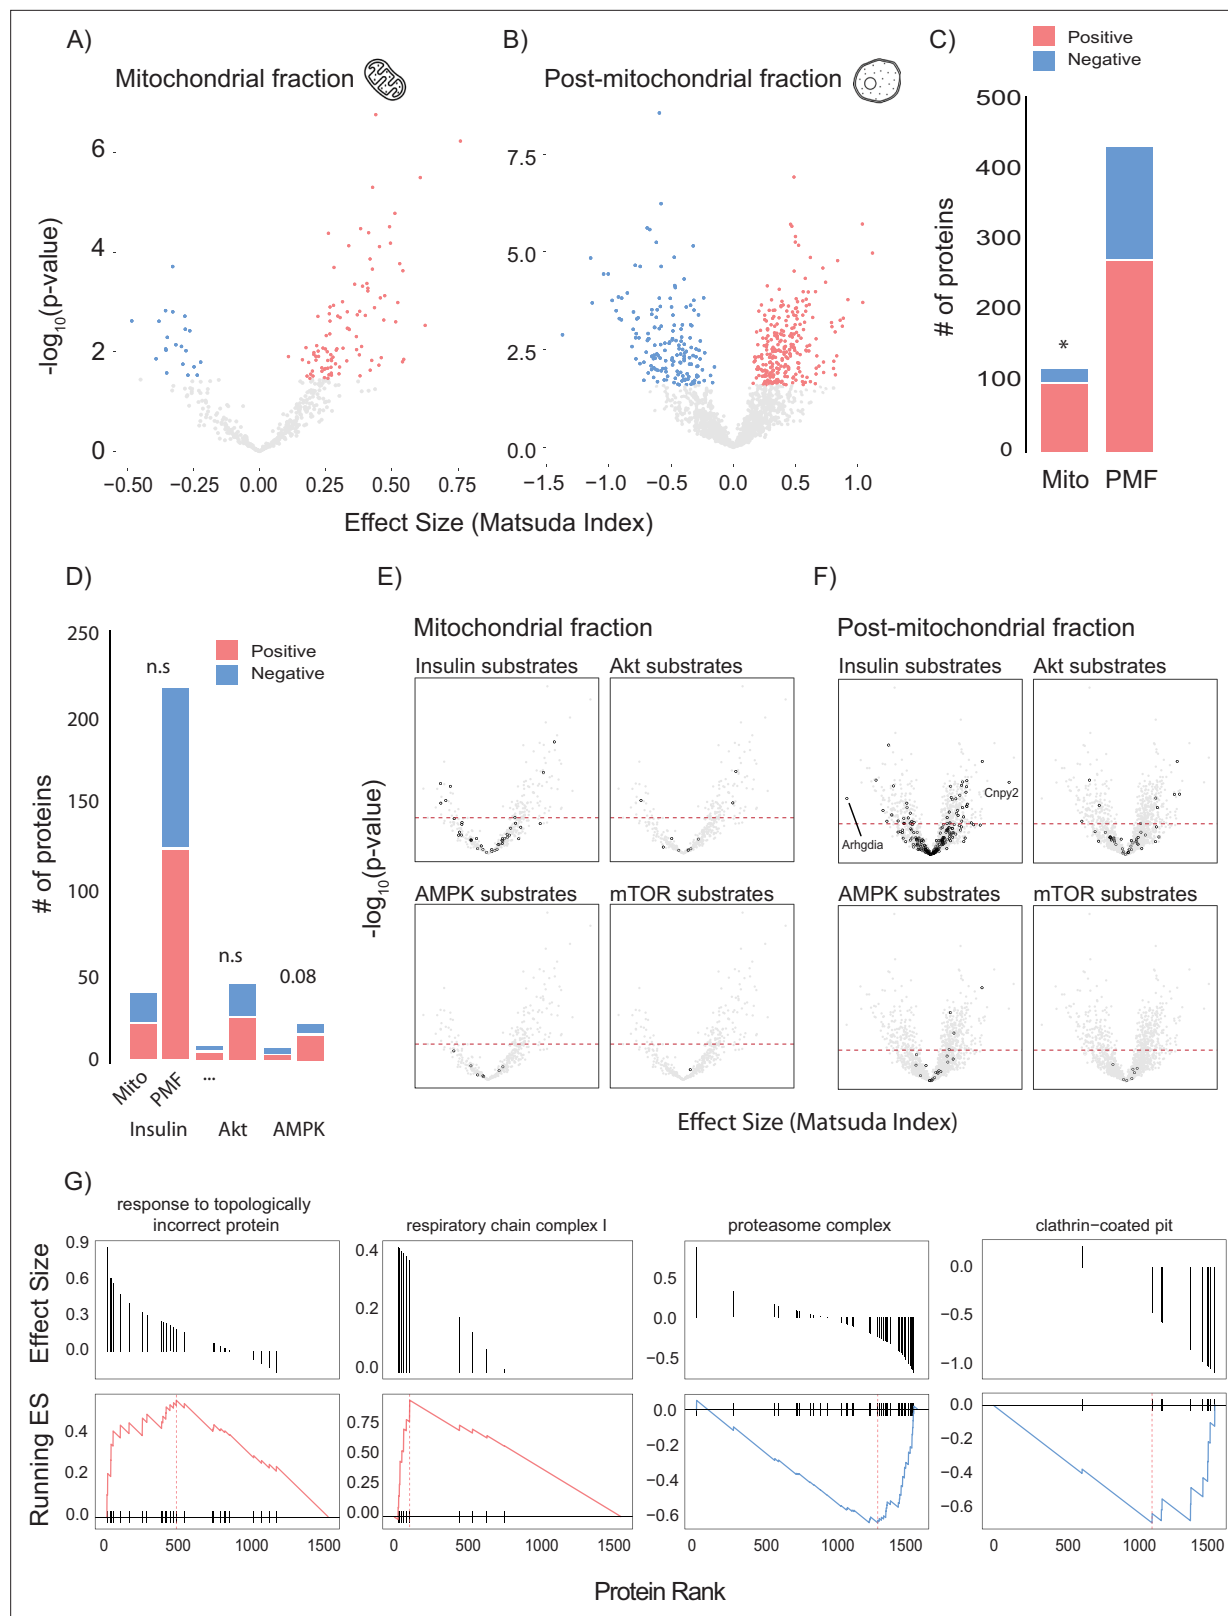 A)
Mitochondrial fraction
B)
Post-mitochondrial fraction
C)
Positive
Negative
-log10(p-value)
6
4
2
0
−0.50
−0.25
0.00
0.25
0.50
0.75
7.5
5.0
2.5
0.0
−1.5
−1.0
−0.5
0.0
0.5
1.0
Effect Size (Matsuda Index)
# of proteins
500
400
300
200
100
0
*
Mito
PMF
D)
Positive
Negative
# of proteins
250
200
150
100
50
0
n.s
n.s
0.08
Mito
PMF
...
Insulin
Akt
AMPK
E)
Mitochondrial fraction
Insulin substrates
Akt substrates
AMPK substrates
mTOR substrates
-log10(p-value)
F)
Post-mitochondrial fraction
Insulin substrates
Akt substrates
Cnpy2
Arhgdia
AMPK substrates
mTOR substrates
Effect Size (Matsuda Index)
G)
response to topologically
incorrect protein
respiratory chain complex I
proteasome complex
clathrin−coated pit
Effect Size
0.9
0.6
0.3
0.0
0.4
0.2
0.0
0.5
0.0
−0.5
0.0
−0.5
−1.0
Running ES
0.4
0.2
0.0
0.75
0.50
0.25
0.00
0.0
−0.2
−0.4
−0.6
0.0
−0.2
−0.4
−0.6
0
500
1000
1500
0
500
1000
1500
0
500
1000
1500
0
500
1000
1500
Protein Rank